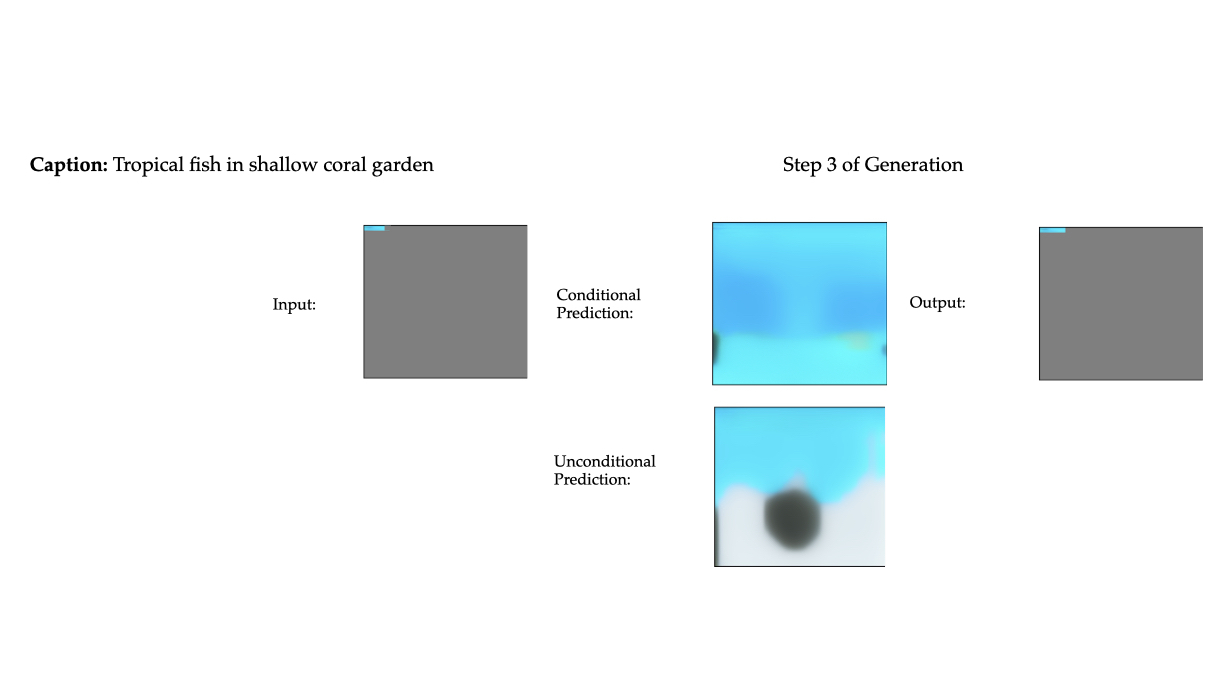 Caption: Tropical fish in shallow coral garden
Step 3 of Generation
Input:
Conditional
Prediction:
Output:
Unconditional
Prediction: